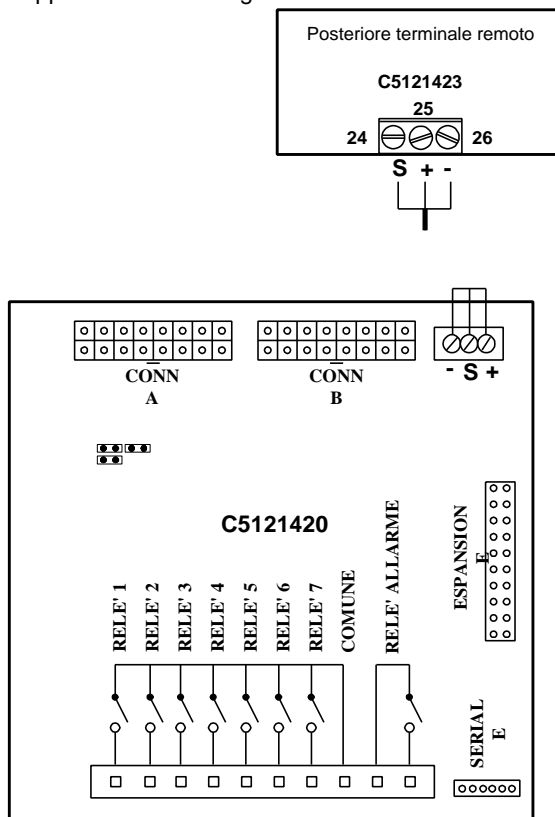 Posteriore terminale remoto
C5121423
25
24 26
S + -
- S +
CONN
A
CONN
B
C5121420
RELE' 1
RELE' 2
RELE' 3
RELE' 4
RELE' 5
RELE' 6
RELE' 7
COMUNE
RELE' ALLARME
ESPANSION
E
SERIAL
E